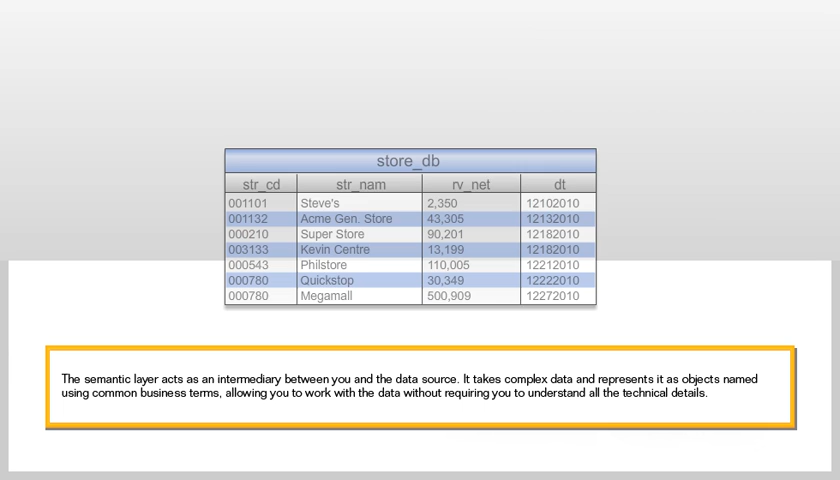 store_db
str_cd str_nam rv_net dt
001101 Steve's 2,350 12102010
001132 Acme Gen. Store 43,305 12132010
000210 Super Store 90,201 12182010
003133 Kevin Centre 13,199 12182010
000543 Philstore 110,005 12212010
000780 Quickstop 30,349 12222010
000780 Megamall 500,909 12272010
The semantic layer acts as an intermediary between you and the data source. It takes complex data and represents it as objects named
using common business terms, allowing you to work with the data without requiring you to understand all the technical details.